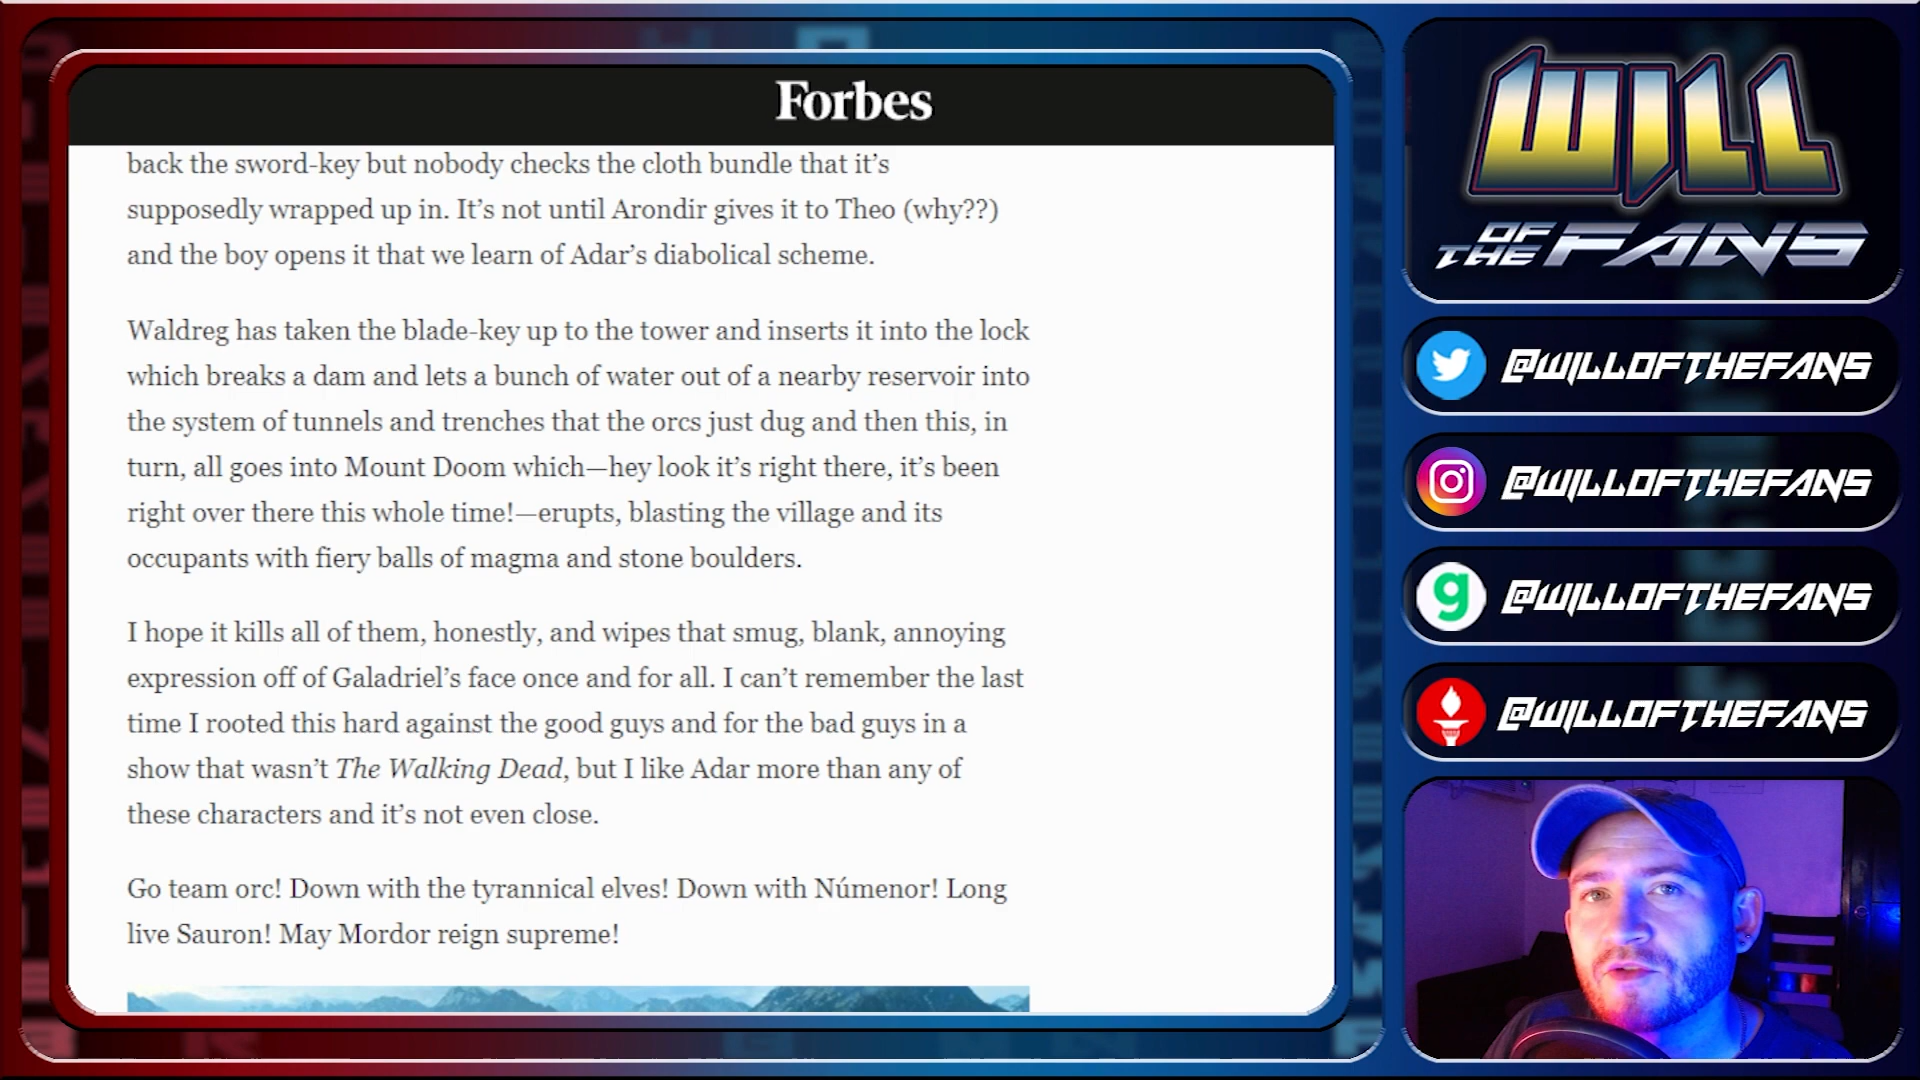 Forbes
back the sword-key but nobody checks the cloth bundle that it’s
supposedly wrapped up in. It’s not until Arondir gives it to Theo (why??)
and the boy opens it that we learn of Adar’s diabolical scheme.
Waldreg has taken the blade-key up to the tower and inserts it into the lock
which breaks a dam and lets a bunch of water out of a nearby reservoir into
the system of tunnels and trenches that the orcs just dug and then this, in
turn, all goes into Mount Doom which—hey look it’s right there, it’s been
right over there this whole time!—erupts, blasting the village and its
occupants with fiery balls of magma and stone boulders.
I hope it kills all of them, honestly, and wipes that smug, blank, annoying
expression off of Galadriel’s face once and for all. I can’t remember the last
time I rooted this hard against the good guys and for the bad guys in a
show that wasn’t The Walking Dead, but I like Adar more than any of
these characters and it’s not even close.
Go team orc! Down with the tyrannical elves! Down with Númenor! Long
live Sauron! May Mordor reign supreme!
WILL
OF THE FANS
@WILLOFTHEFANS
@WILLOFTHEFANS
g @WILLOFTHEFANS
@WILLOFTHEFANS